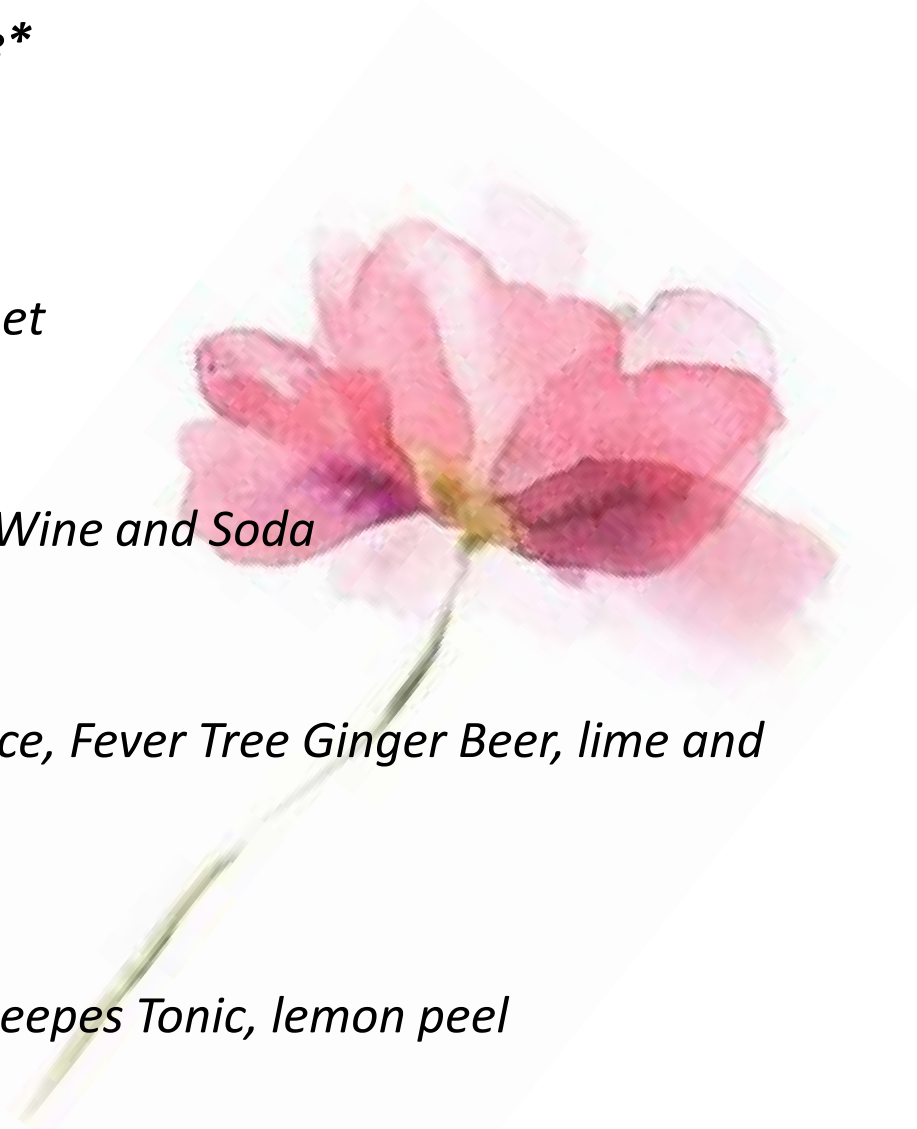 *
et
Wine and Soda
ce, Fever Tree Ginger Beer, lime and
eepes Tonic, lemon peel